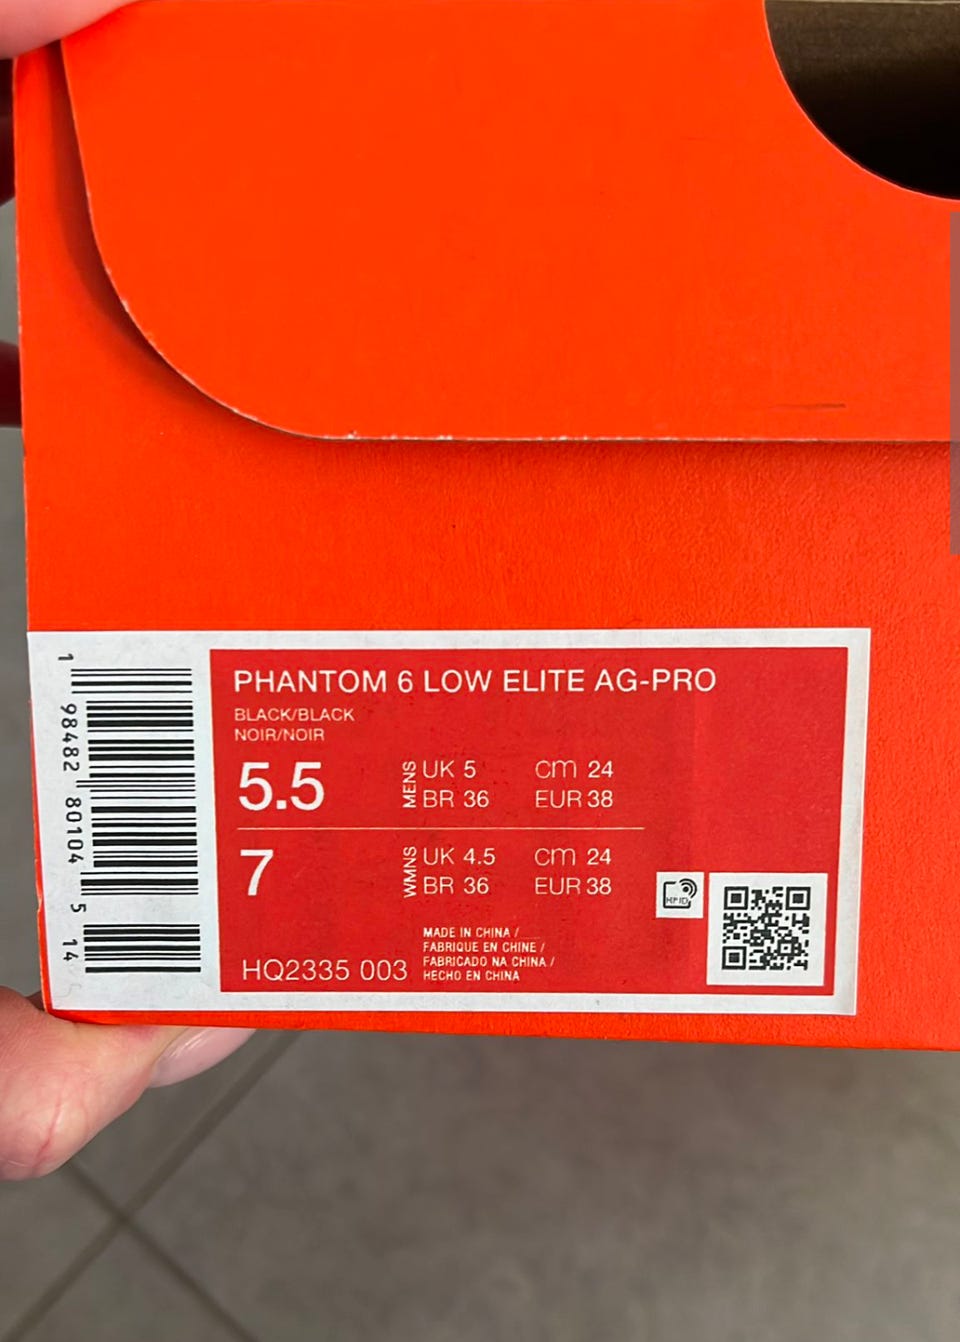 PHANTOM 6 LOW ELITE AG-PRO
BLACK/BLACK
NOIR/NOIR
5.5 MENS UK 5 cm 24
BR 36 EUR 38
7 WMNS UK 4.5 cm 24
BR 36 EUR 38
HQ2335 003
MADE IN CHINA /
FABRIQUE EN CHINE /
FABRICADO NA CHINA /
HECHO EN CHINA
1 98482 80104 5 14